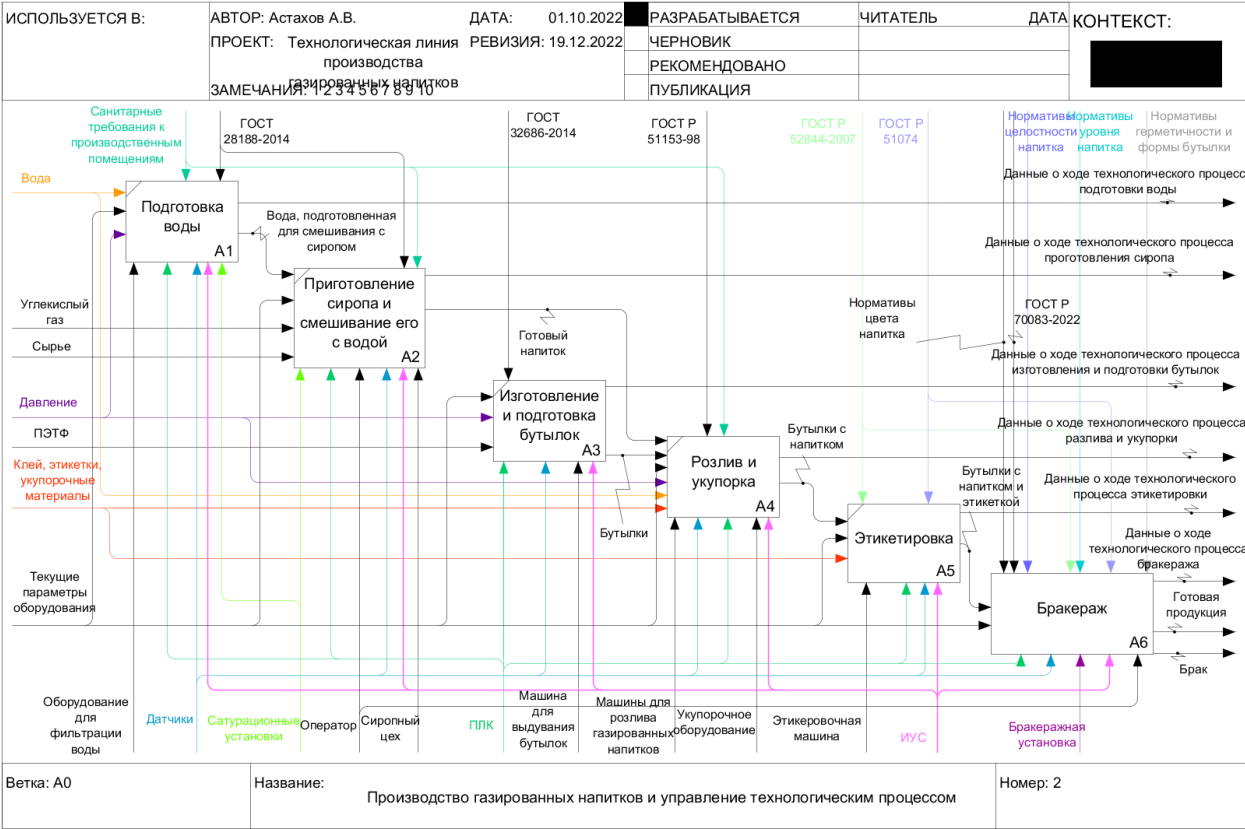 ИСПОЛЬЗУЕТСЯ В:
АВТОР: Астахов А.В.
ДАТА: 01.10.2022
РАЗРАБАТЫВАЕТСЯ
ЧИТАТЕЛЬ
ДАТА
КОНТЕКСТ:
ПРОЕКТ: Технологическая линия
производства
газированных напитков
РЕВИЗИЯ: 19.12.2022
ЧЕРНОВИК
РЕКОМЕНДОВАНО
ЗАМЕЧАНИЯ: 1 2 3 4 5 6 7 8 9 10
ПУБЛИКАЦИЯ
Санитарные
требования к
производственным
помещениям
ГОСТ
28188-2014
ГОСТ
32686-2014
ГОСТ Р
51153-98
ГОСТ Р
52844-2007
ГОСТ Р
51074
Нормативы
целостности
напитка
Нормативы
уровня
напитка
Нормативы
герметичности и
формы бутылки
Вода
Подготовка
воды
A1
Вода, подготовленная
для смешивания с
сиропом
Данные о ходе технологического процесс
подготовки воды
Данные о ходе технологического процесса
проготовления сиропа
Углекислый
газ
Сырье
Приготовление
сиропа и
смешивание его
с водой
A2
Готовый
напиток
Нормативы
цвета
напитка
ГОСТ Р
70083-2022
Данные о ходе технологического процесса
изготовления и подготовки бутылок
Давление
ПЭТФ
Клей, этикетки,
укупорочные
материалы
Изготовление
и подготовка
бутылок
A3
Бутылки
Розлив и
укупорка
A4
Бутылки с
напитком
Данные о ходе технологического процесса
разлива и укупорки
Бутылки с
напитком и
этикеткой
Данные о ходе технологического
процесса этикетировки
Этикетировка
A5
Данные о ходе
технологического процесса
бракеража
Текущие
параметры
оборудования
Бракераж
A6
Готовая
продукция
Брак
Оборудование
для
фильтрации
воды
Датчики
Сатурационные
установки
Оператор
Сиропный
цех
ПЛК
Машина
для
выдувания
бутылок
Машины для
розлива
газированных
напитков
Укупорочное
оборудование
Этикеровочная
машина
ИУС
Бракеражная
установка
Ветка: A0
Название:
Производство газированных напитков и управление технологическим процессом
Номер: 2